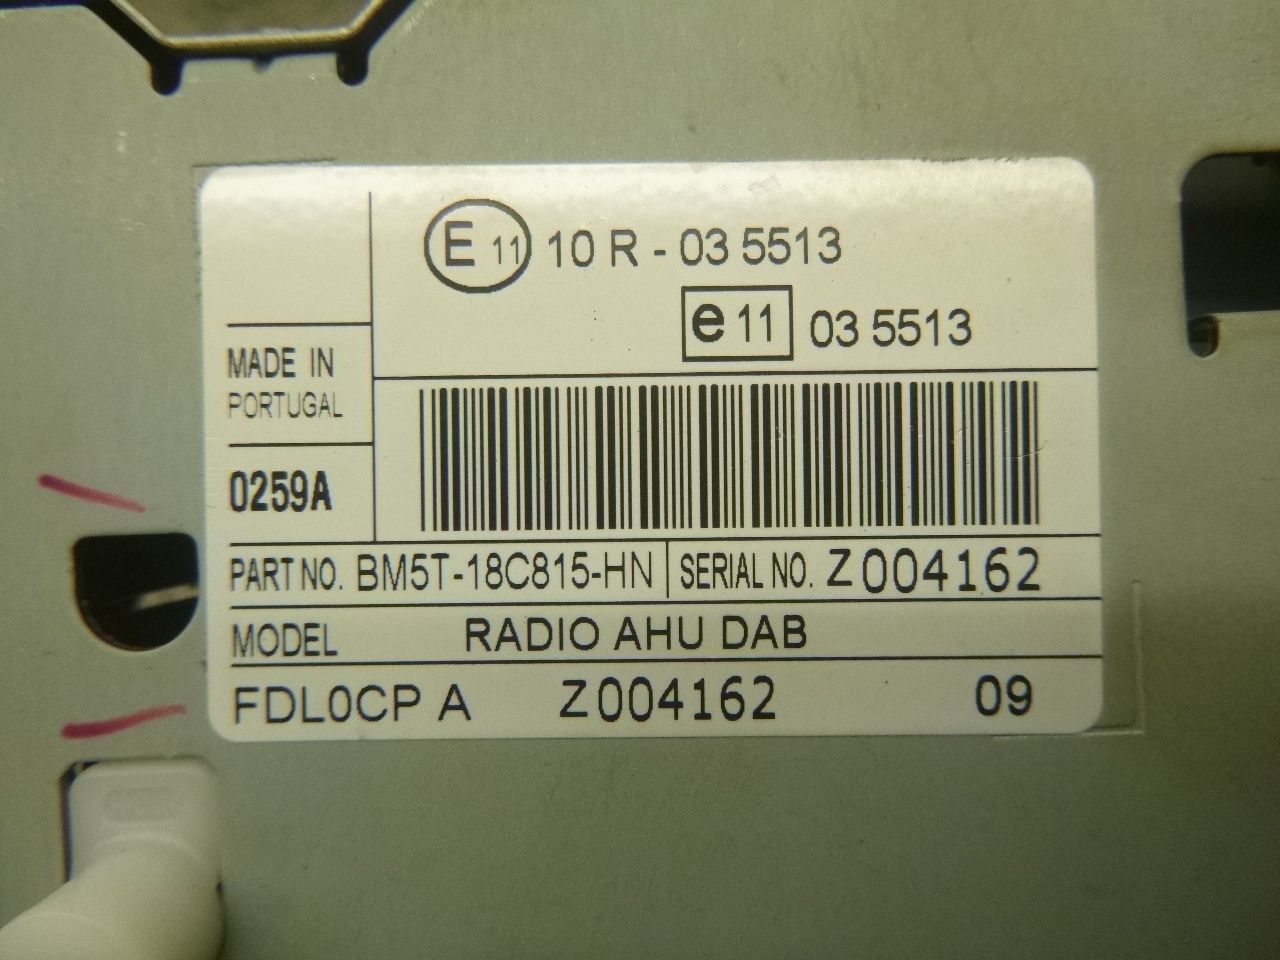 E 11 10 R - 03 5513
e 11 03 5513
MADE IN
PORTUGAL
0259A
PART NO. BM5T-18C815-HN SERIAL NO. Z004162
MODEL RADIO AHU DAB
FDL0CP A Z004162 09